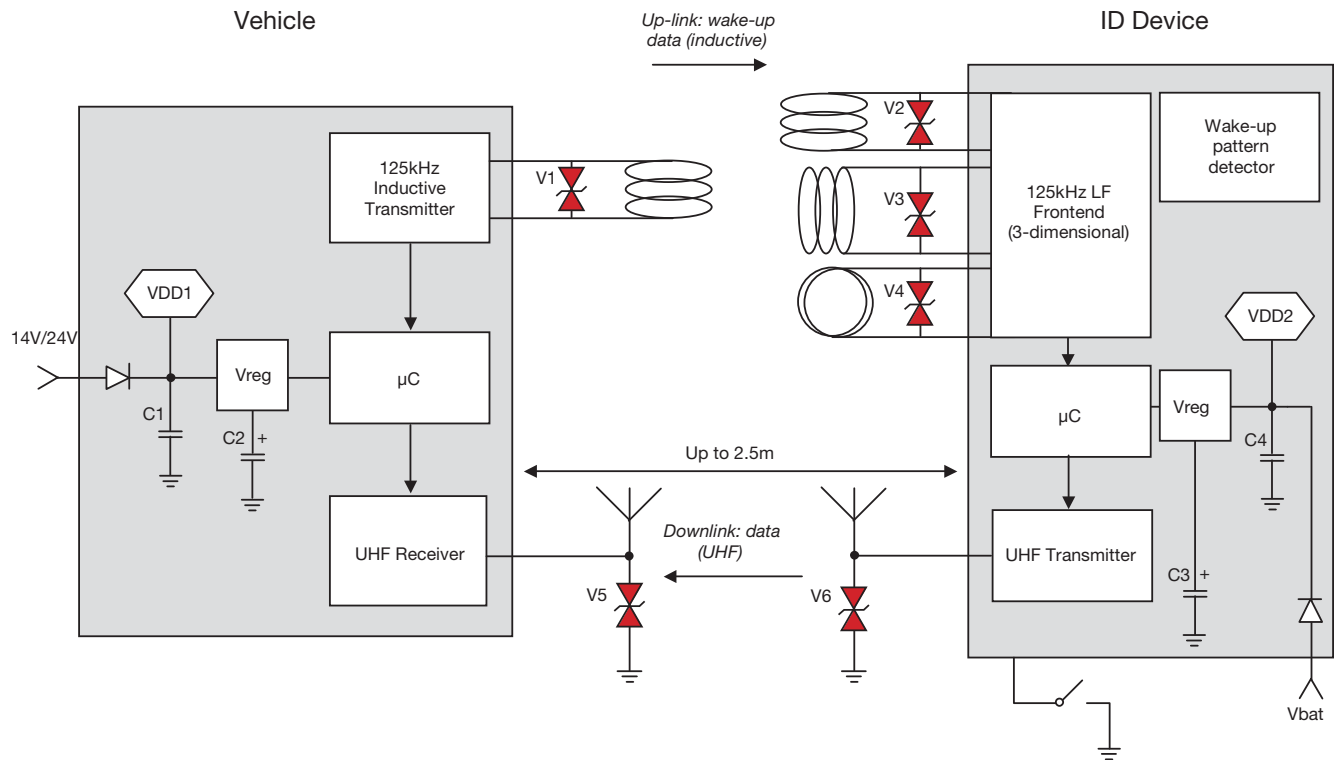 Vehicle
Up-link: wake-up
data (inductive)
ID Device
125kHz
Inductive
Transmitter
V1
V2
V3
V4
125kHz LF
Frontend
(3-dimensional)
Wake-up
pattern
detector
VDD1
14V/24V
Vreg
µC
C1
C2 +
UHF Receiver
Up to 2.5m
Downlink: data
(UHF)
V5
V6
VDD2
µC
Vreg
C4
UHF Transmitter
C3 +
Vbat